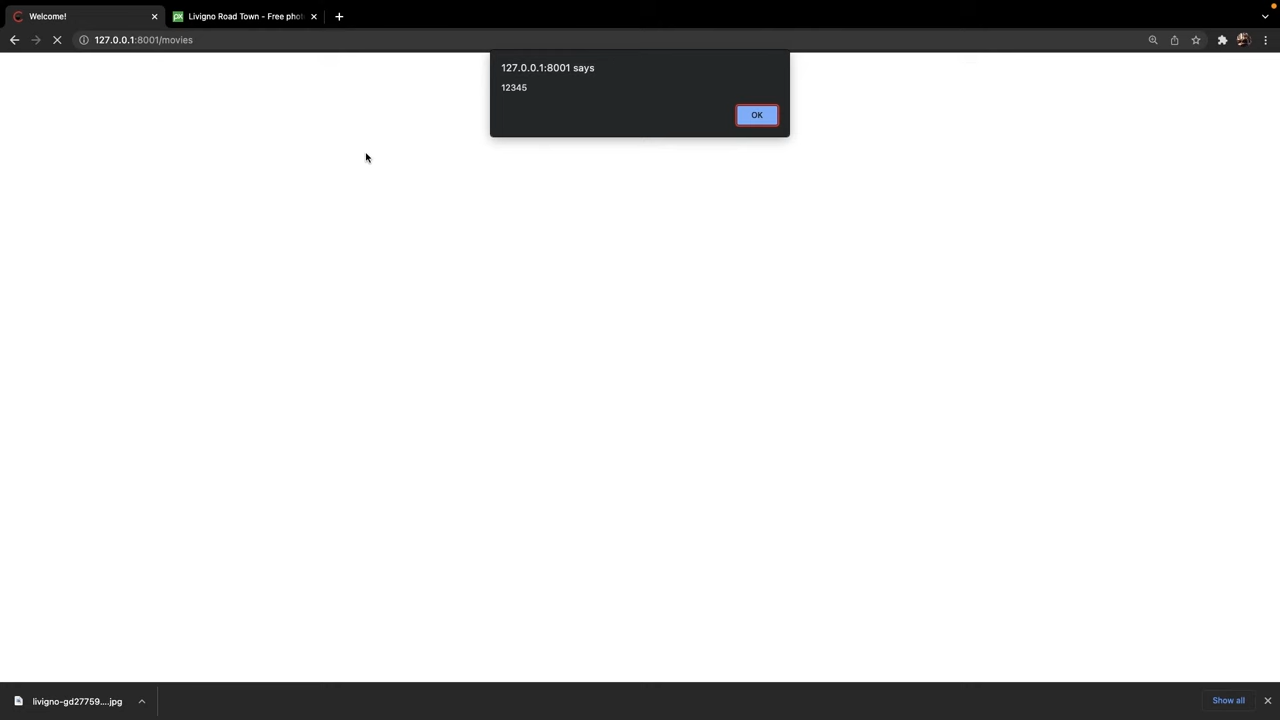 Welcome!
Livigno Road Town - Free phot
127.0.0.1:8001/movies
127.0.0.1:8001 says
12345
OK
livigno-gd27759....jpg
Show all